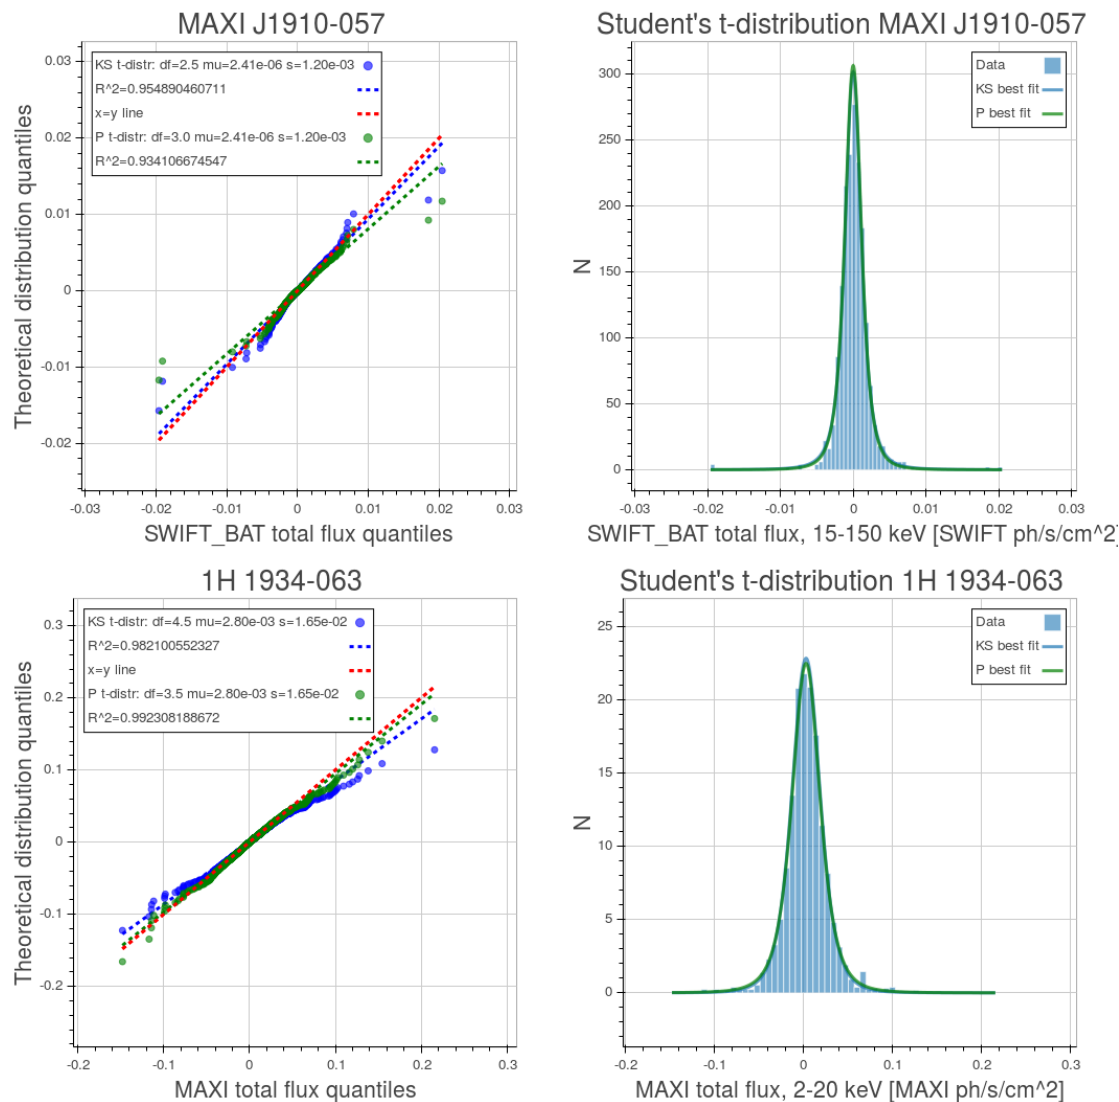 MAXI J1910-057
KS t-distr: df=2.5 mu=2.41e-06 s=1.20e-03
R^2=0.954890460711
x=y line
P t-distr: df=3.0 mu=2.41e-06 s=1.20e-03
R^2=0.934106674547
0.03
0.02
0.01
0
-0.01
-0.02
Theoretical distribution quantiles
-0.03
-0.02
-0.01
0
0.01
0.02
0.03
SWIFT_BAT total flux quantiles
Student's t-distribution MAXI J1910-057
Data
KS best fit
P best fit
300
250
200
150
100
50
0
N
-0.03
-0.02
-0.01
0
0.01
0.02
0.03
SWIFT_BAT total flux, 15-150 keV [SWIFT ph/s/cm^2]
1H 1934-063
KS t-distr: df=4.5 mu=2.80e-03 s=1.65e-02
R^2=0.982100552327
x=y line
P t-distr: df=3.5 mu=2.80e-03 s=1.65e-02
R^2=0.992308188672
0.3
0.2
0.1
0
-0.1
-0.2
Theoretical distribution quantiles
-0.2
-0.1
0
0.1
0.2
0.3
MAXI total flux quantiles
Student's t-distribution 1H 1934-063
Data
KS best fit
P best fit
25
20
15
10
5
0
N
-0.2
-0.1
0
0.1
0.2
0.3
MAXI total flux, 2-20 keV [MAXI ph/s/cm^2]